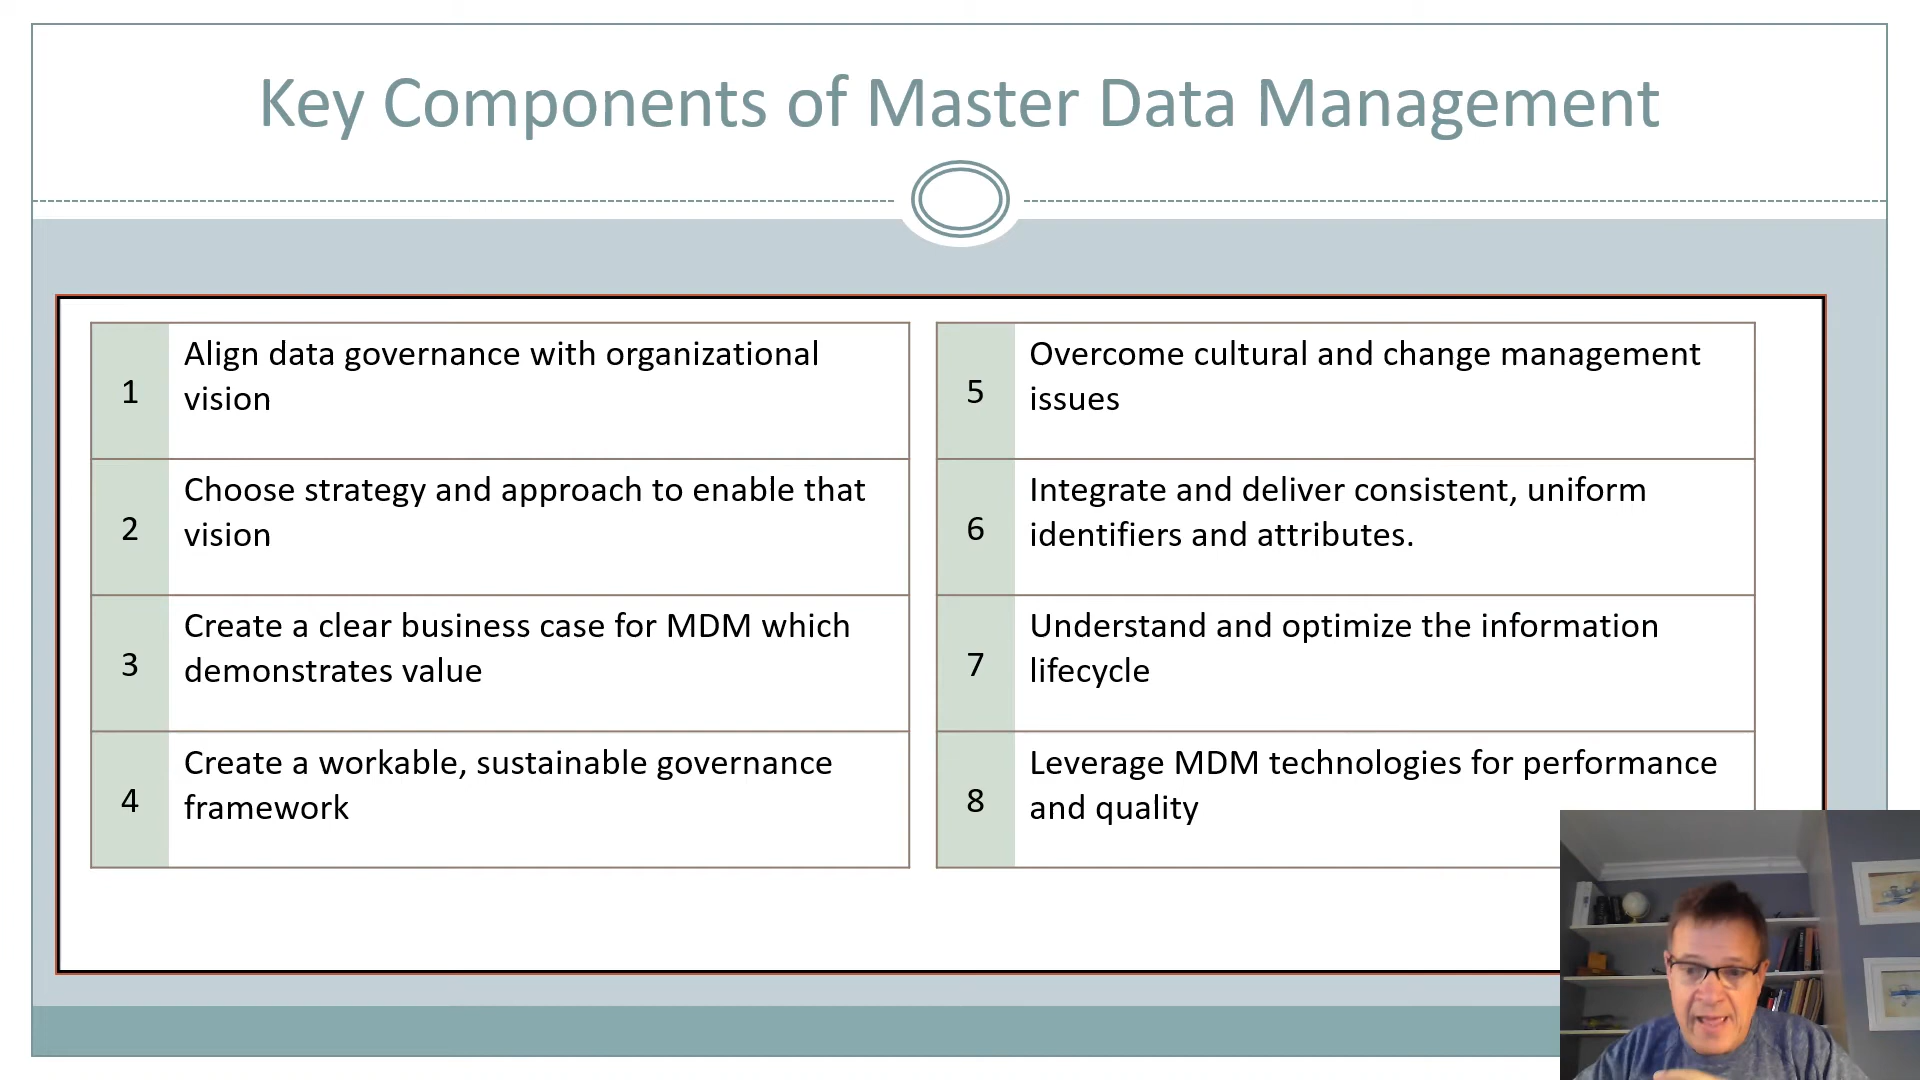 Key Components of Master Data Management
1
Align data governance with organizational
vision
2
Choose strategy and approach to enable that
vision
3
Create a clear business case for MDM which
demonstrates value
4
Create a workable, sustainable governance
framework
5
Overcome cultural and change management
issues
6
Integrate and deliver consistent, uniform
identifiers and attributes.
7
Understand and optimize the information
lifecycle
8
Leverage MDM technologies for performance
and quality